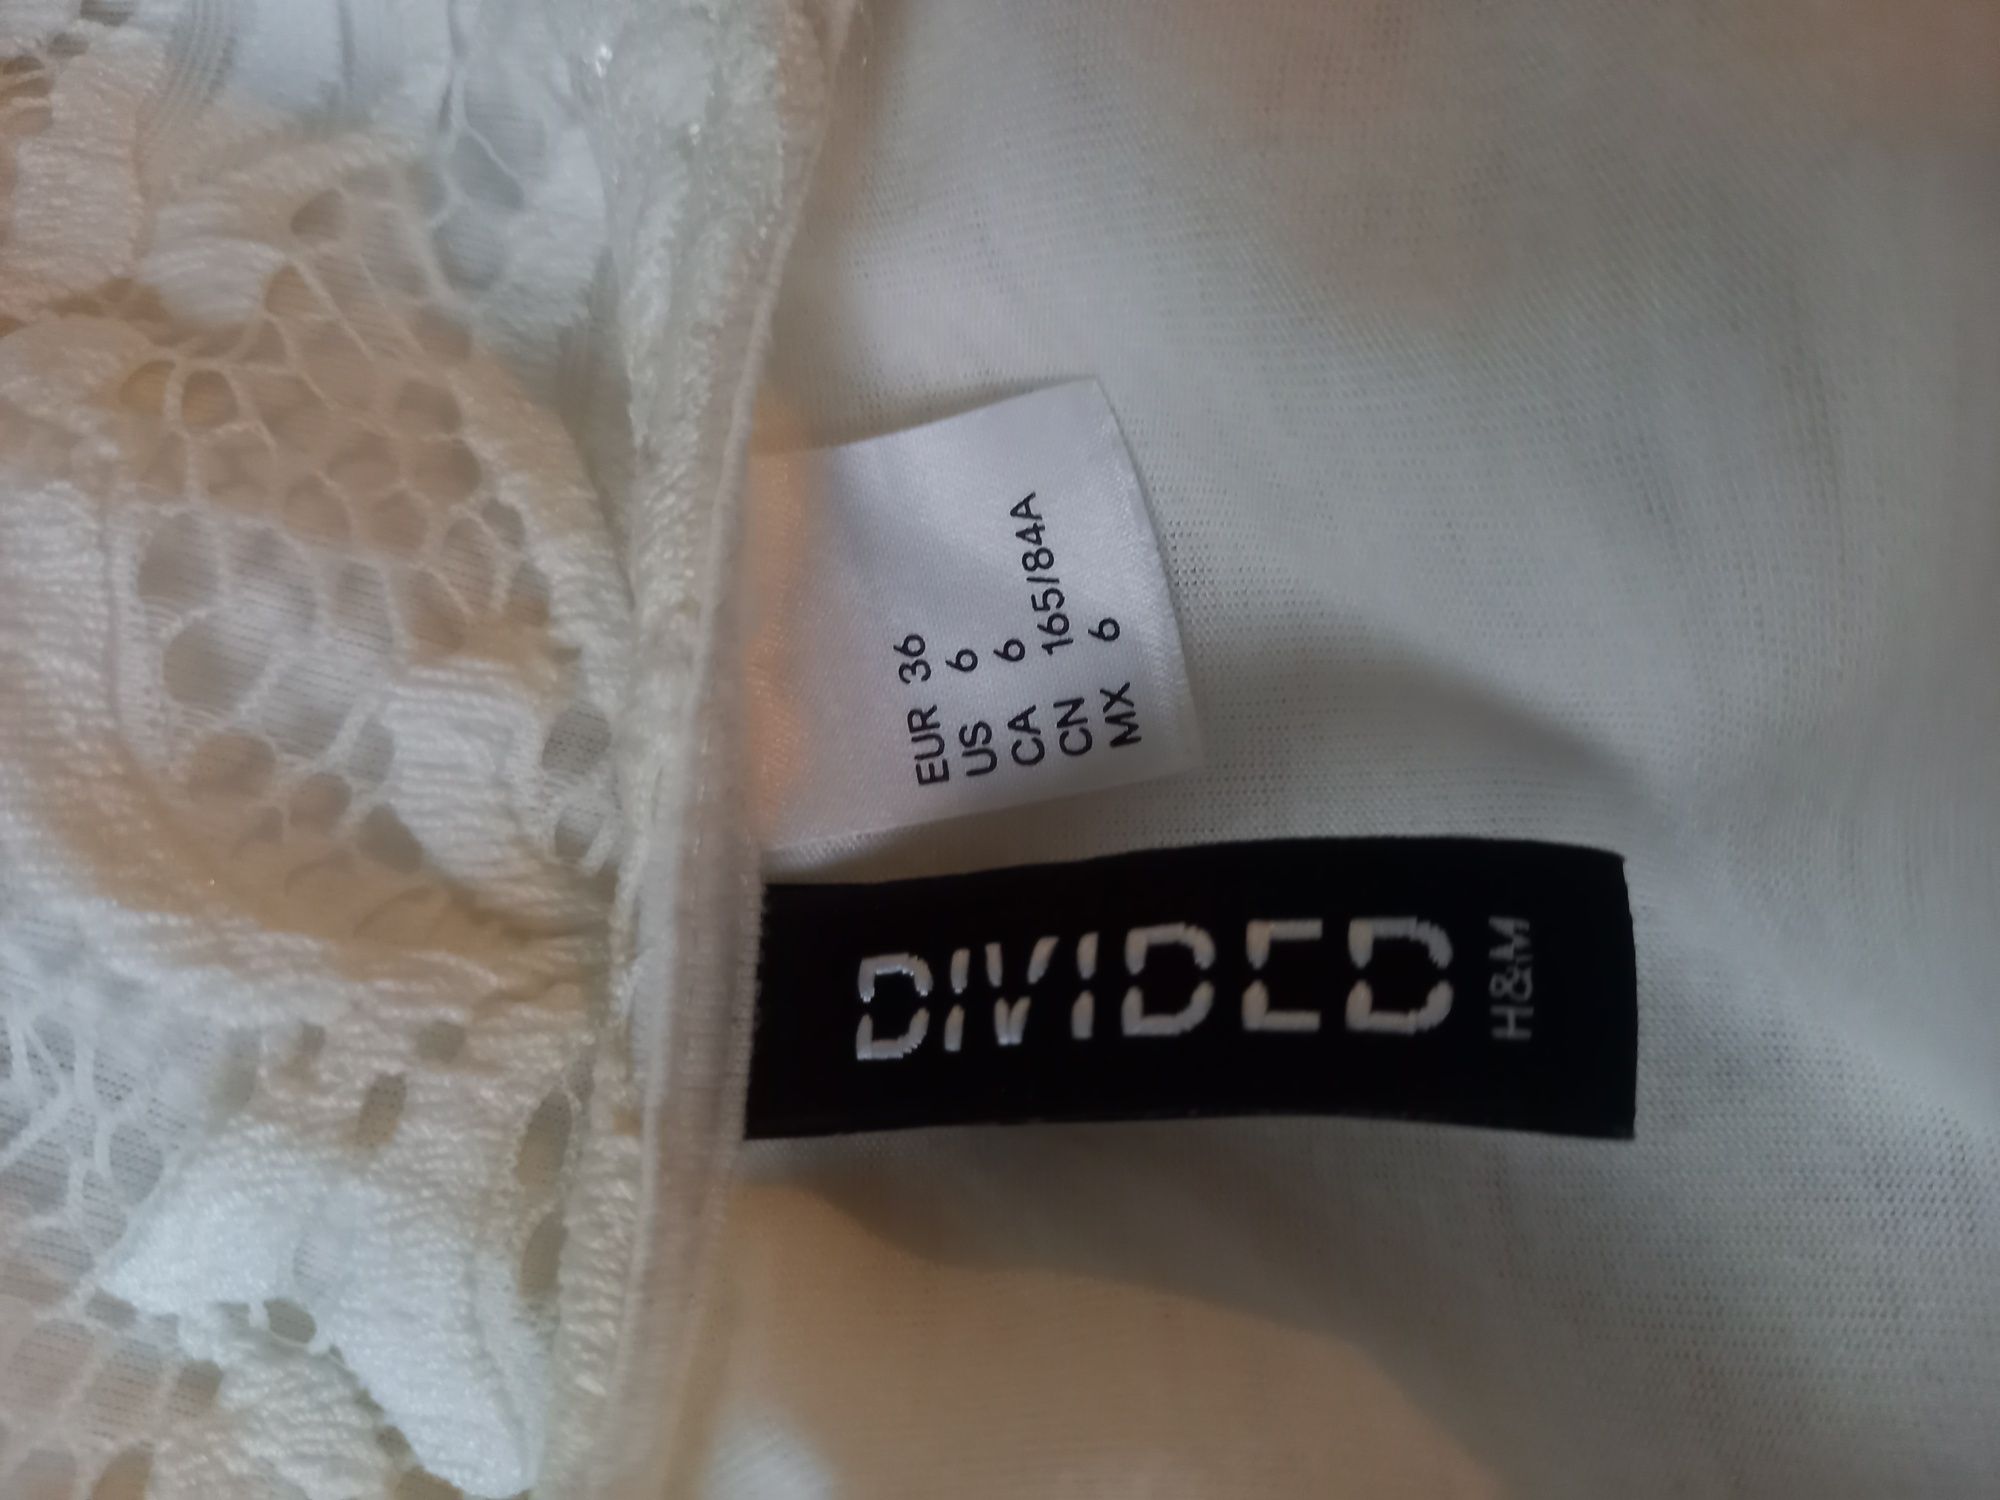 EUR 36
US 6
CA 6
CN 165/84A
MX 6
DIVIDED
H&M